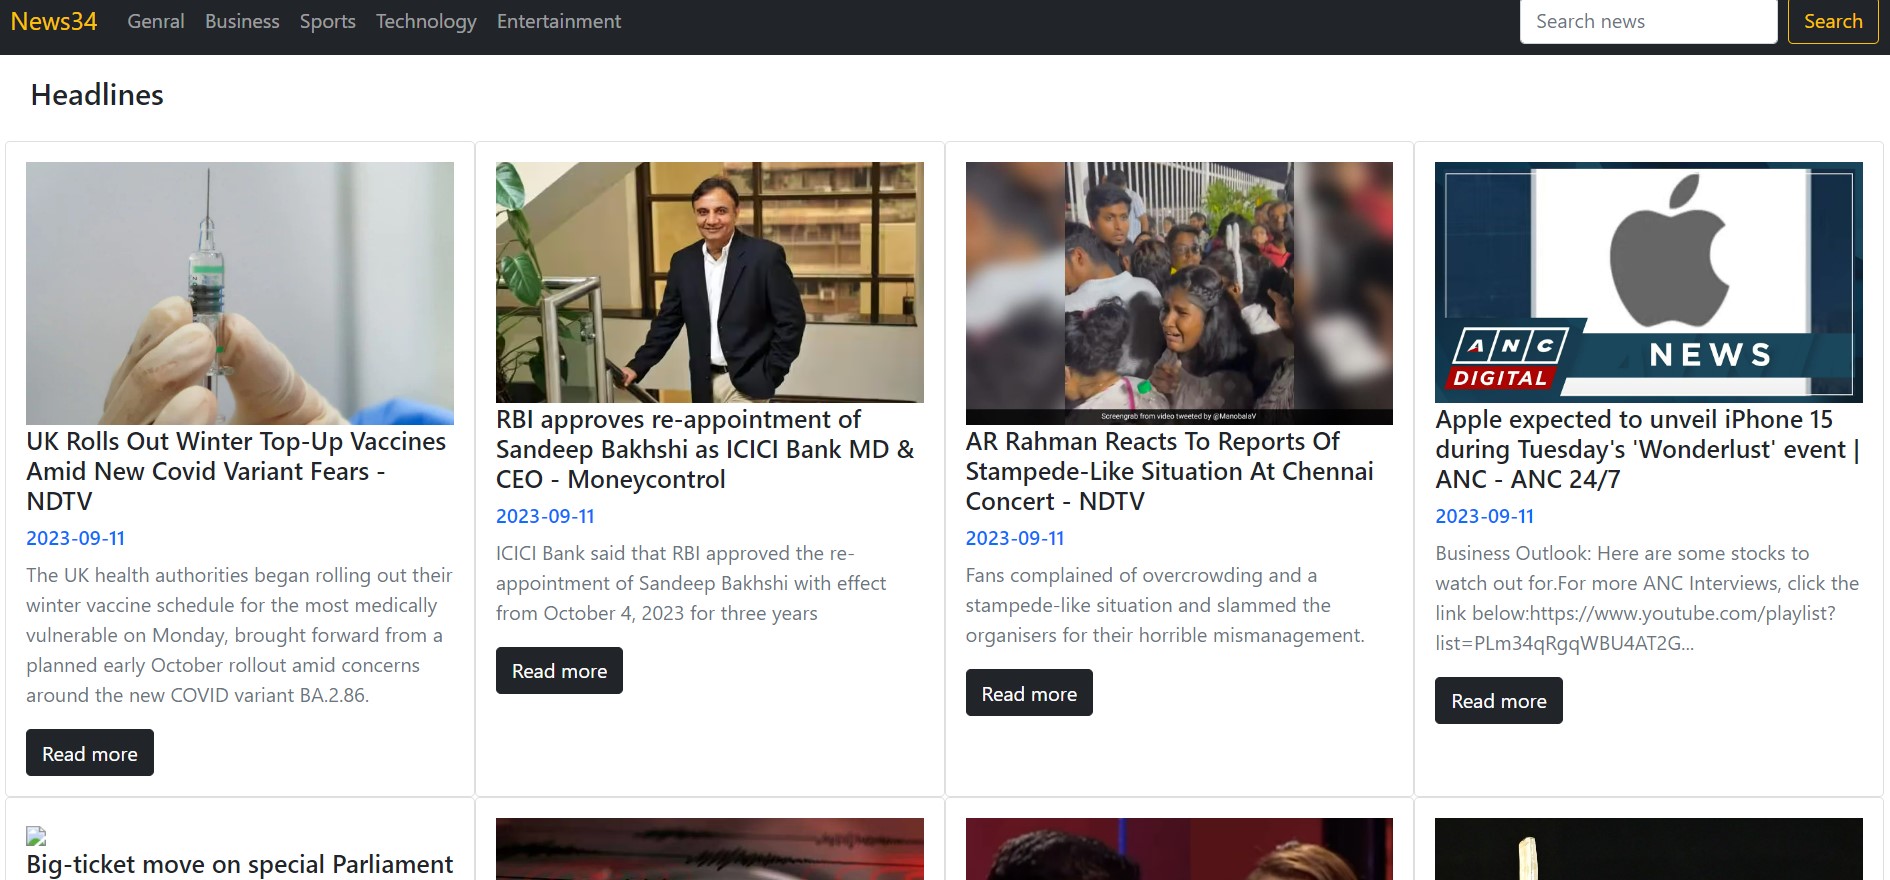 News34
Genral
Business
Sports
Technology
Entertainment
Search news
Search
Headlines
UK Rolls Out Winter Top-Up Vaccines
Amid New Covid Variant Fears -
NDTV
2023-09-11
The UK health authorities began rolling out their
winter vaccine schedule for the most medically
vulnerable on Monday, brought forward from a
planned early October rollout amid concerns
around the new COVID variant BA.2.86.
Read more
RBI approves re-appointment of
Sandeep Bakhshi as ICICI Bank MD &
CEO - Moneycontrol
2023-09-11
ICICI Bank said that RBI approved the re-
appointment of Sandeep Bakhshi with effect
from October 4, 2023 for three years
Read more
Screengrab from video tweeted by @ManobalaV
AR Rahman Reacts To Reports Of
Stampede-Like Situation At Chennai
Concert - NDTV
2023-09-11
Fans complained of overcrowding and a
stampede-like situation and slammed the
organisers for their horrible mismanagement.
Read more
ANC
DIGITAL
NEWS
Apple expected to unveil iPhone 15
during Tuesday's 'Wonderlust' event |
ANC - ANC 24/7
2023-09-11
Business Outlook: Here are some stocks to
watch out for.For more ANC Interviews, click the
link below:https://www.youtube.com/playlist?
list=PLm34qRgqWBU4AT2G...
Read more
Big-ticket move on special Parliament